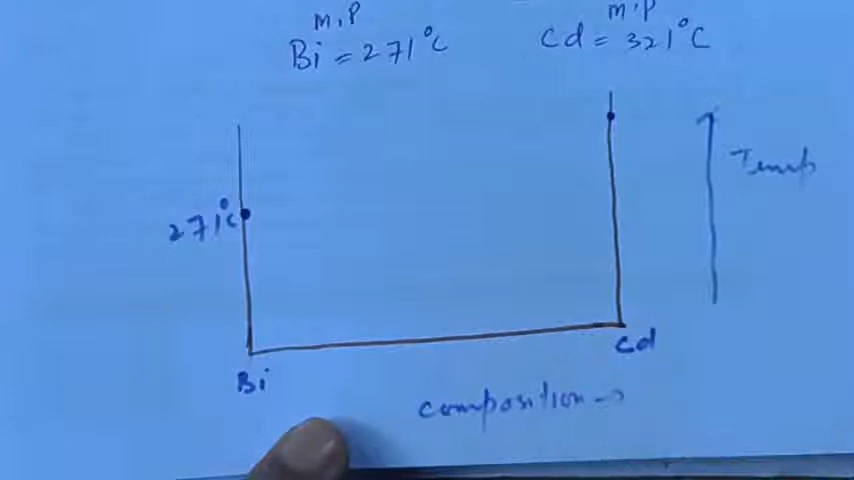 m.p m.p
Bi = 271°C Cd = 321°C
Temp
271°C
Cd
Bi
composition →